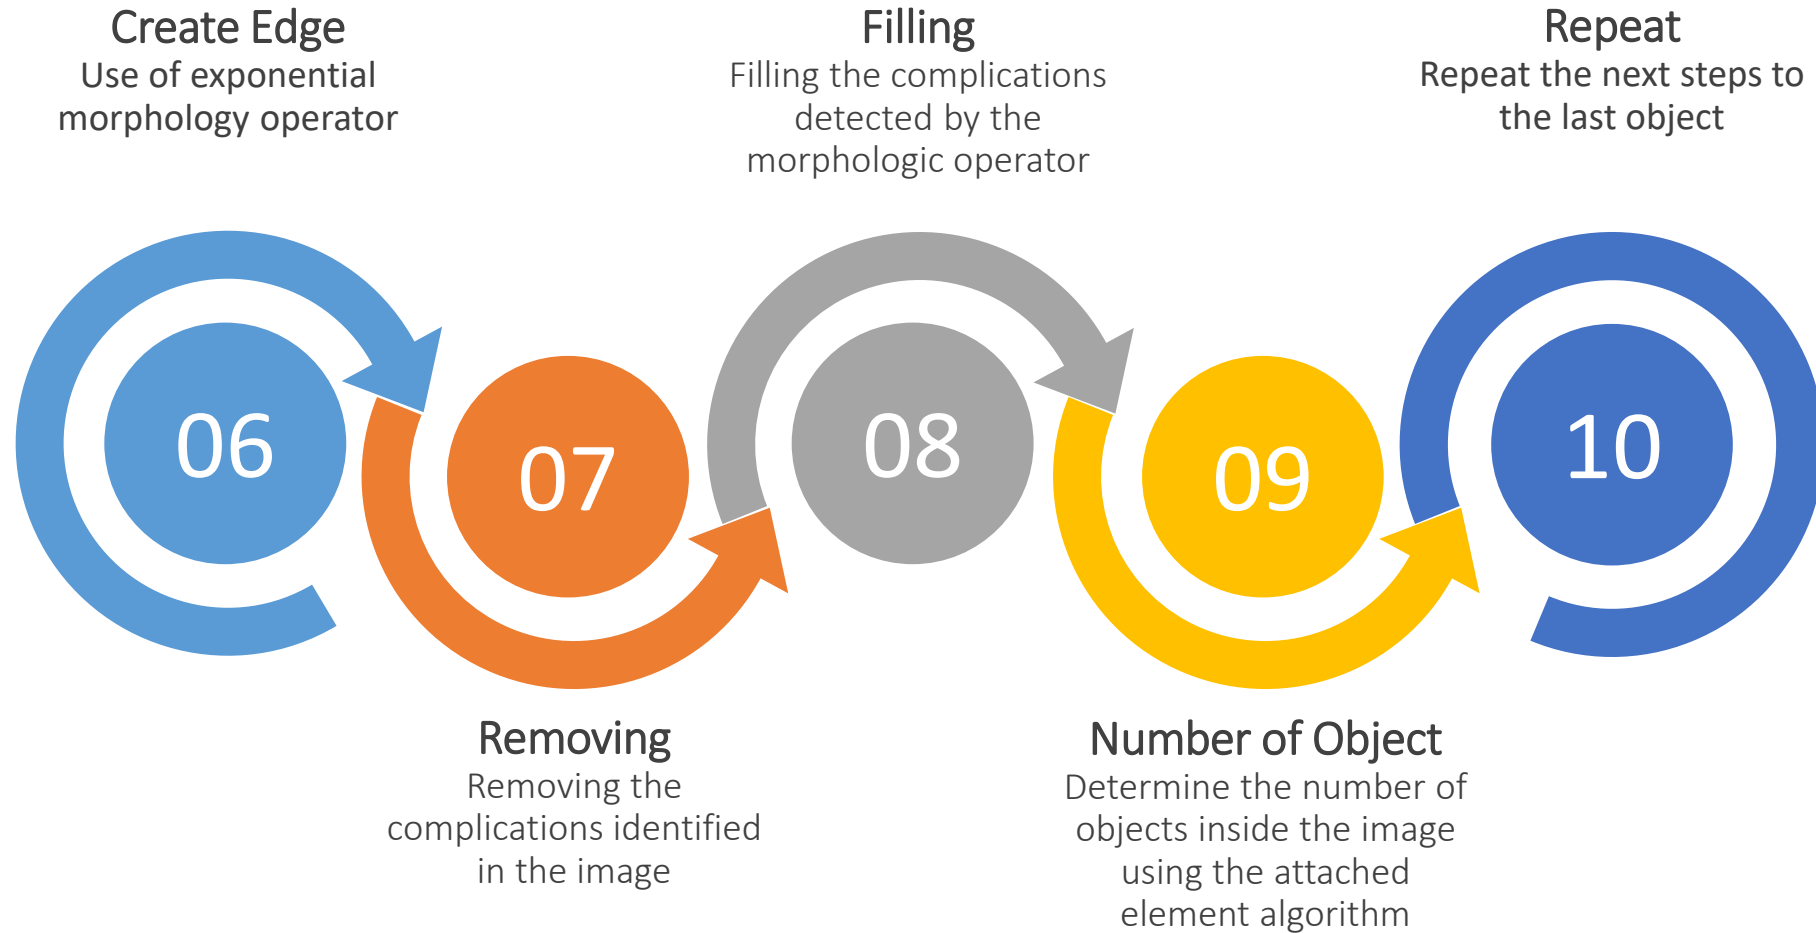 Create Edge
Use of exponential
morphology operator
06
Removing
Removing the
complications identified
in the image
07
Filling
Filling the complications
detected by the
morphologic operator
08
Number of Object
Determine the number of
objects inside the image
using the attached
element algorithm
09
Repeat
Repeat the next steps to
the last object
10